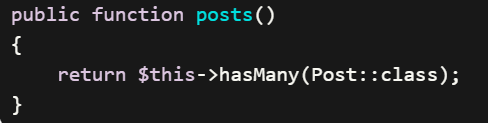 public function posts()
{
    return $this->hasMany(Post::class);
}